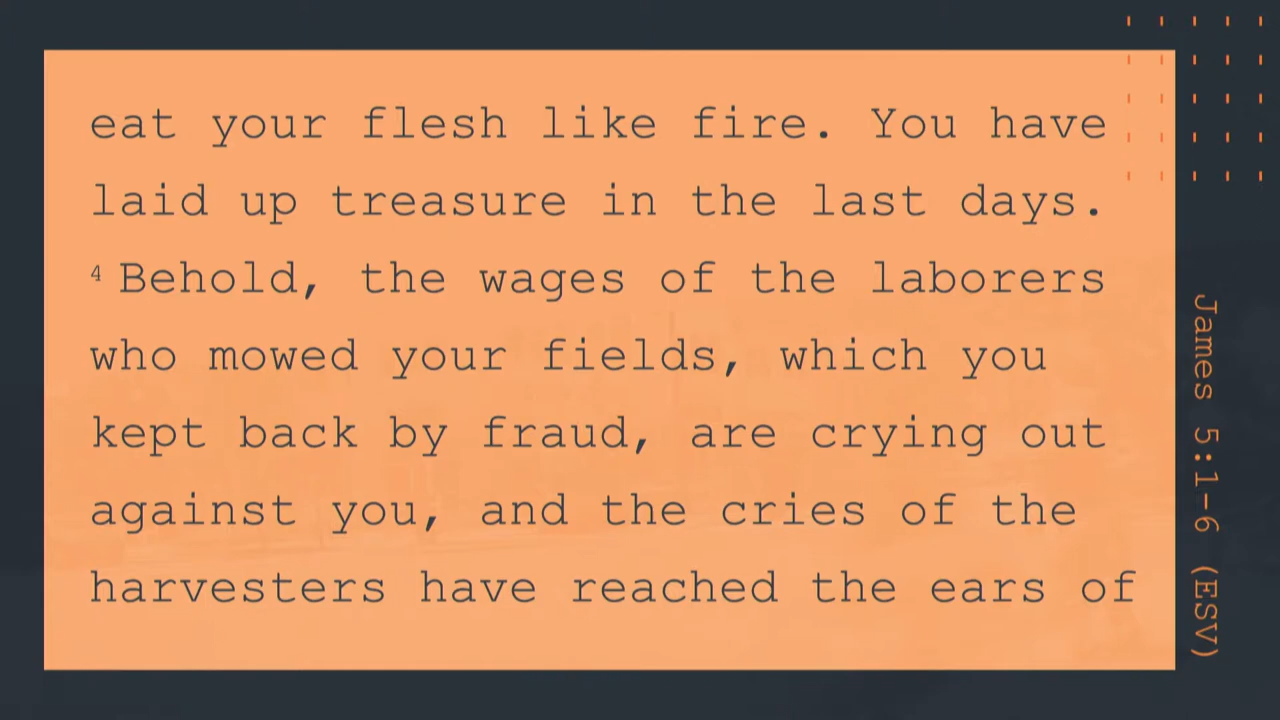 eat your flesh like fire. You have
laid up treasure in the last days.
4 Behold, the wages of the laborers
who mowed your fields, which you
kept back by fraud, are crying out
against you, and the cries of the
harvesters have reached the ears of
James 5:1-6 (ESV)